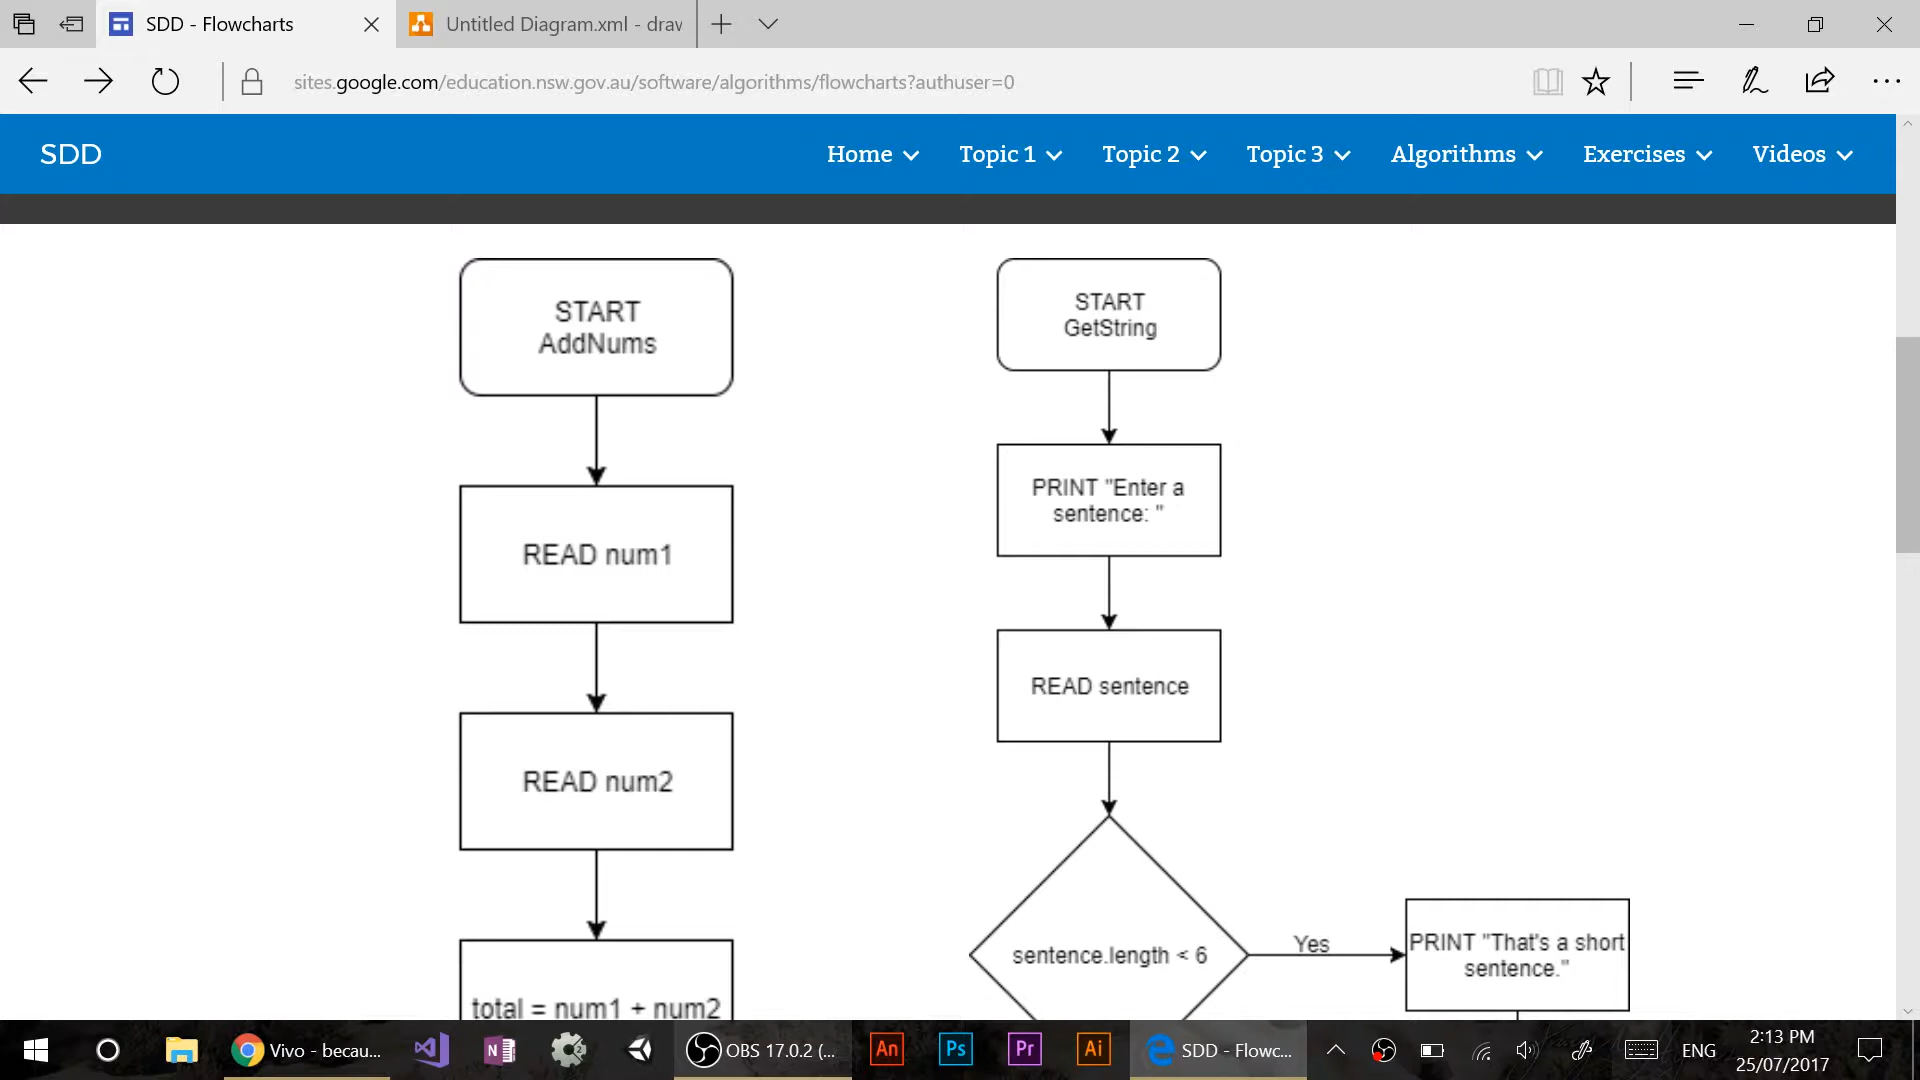 SDD - Flowcharts
Untitled Diagram.xml - draw
sites.google.com/education.nsw.gov.au/software/algorithms/flowcharts?authuser=0
SDD
Home
Topic 1
Topic 2
Topic 3
Algorithms
Exercises
Videos
START
AddNums
READ num1
READ num2
total = num1 + num2
START
GetString
PRINT "Enter a
sentence: "
READ sentence
sentence.length < 6
Yes
PRINT "That's a short
sentence."
Vivo - becau...
N
OBS 17.0.2 (...
An
Ps
Pr
Ai
SDD - Flowc...
ENG
2:13 PM
25/07/2017